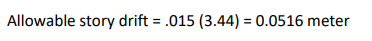 Allowable story drift = .015 (3.44) = 0.0516 meter